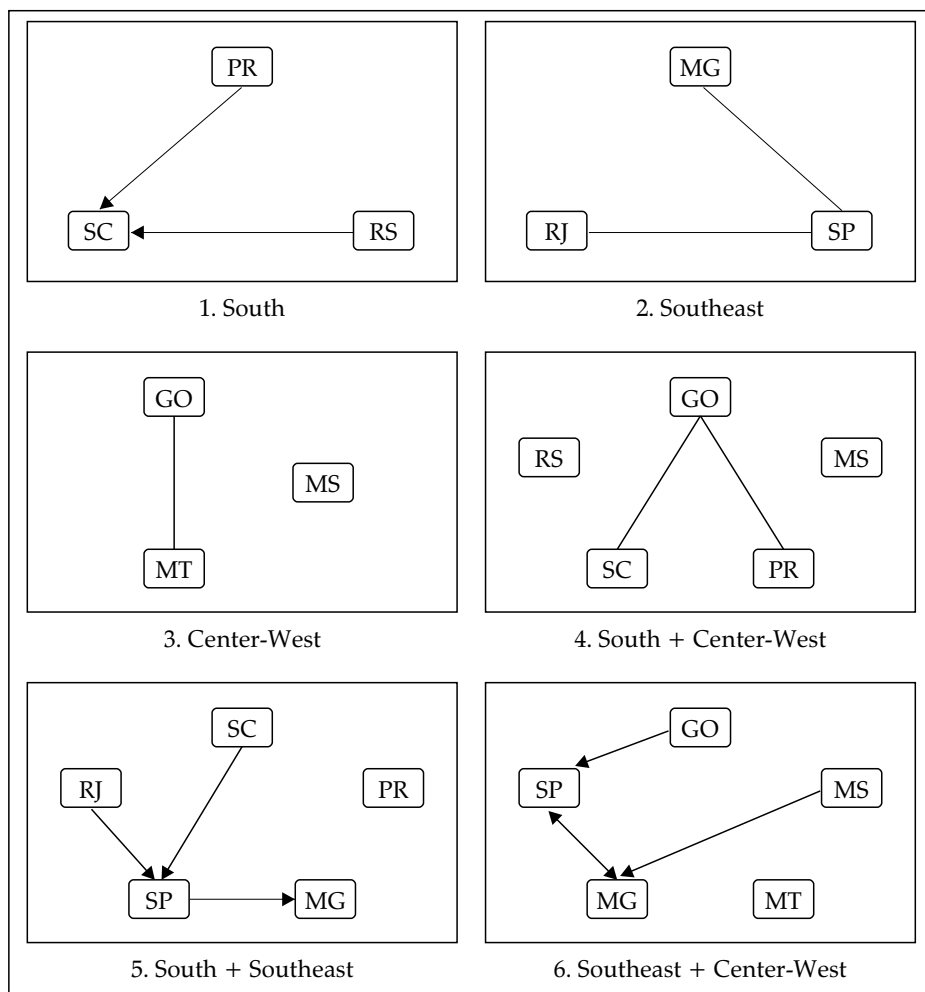 PR
SC
RS
1. South
MG
RJ
SP
2. Southeast
GO
MS
MT
3. Center-West
GO
RS
MS
SC
PR
4. South + Center-West
SC
RJ
PR
SP
MG
5. South + Southeast
GO
SP
MS
MG
MT
6. Southeast + Center-West